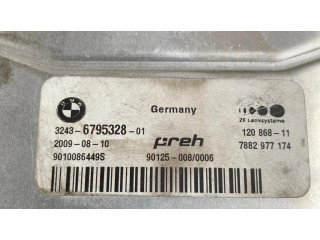 BMW
Germany
ZF Lenksysteme
3243-6795328-01
120 868-11
2009-08-10
preh
7882 977 174
9010086449S
90125-008/0006